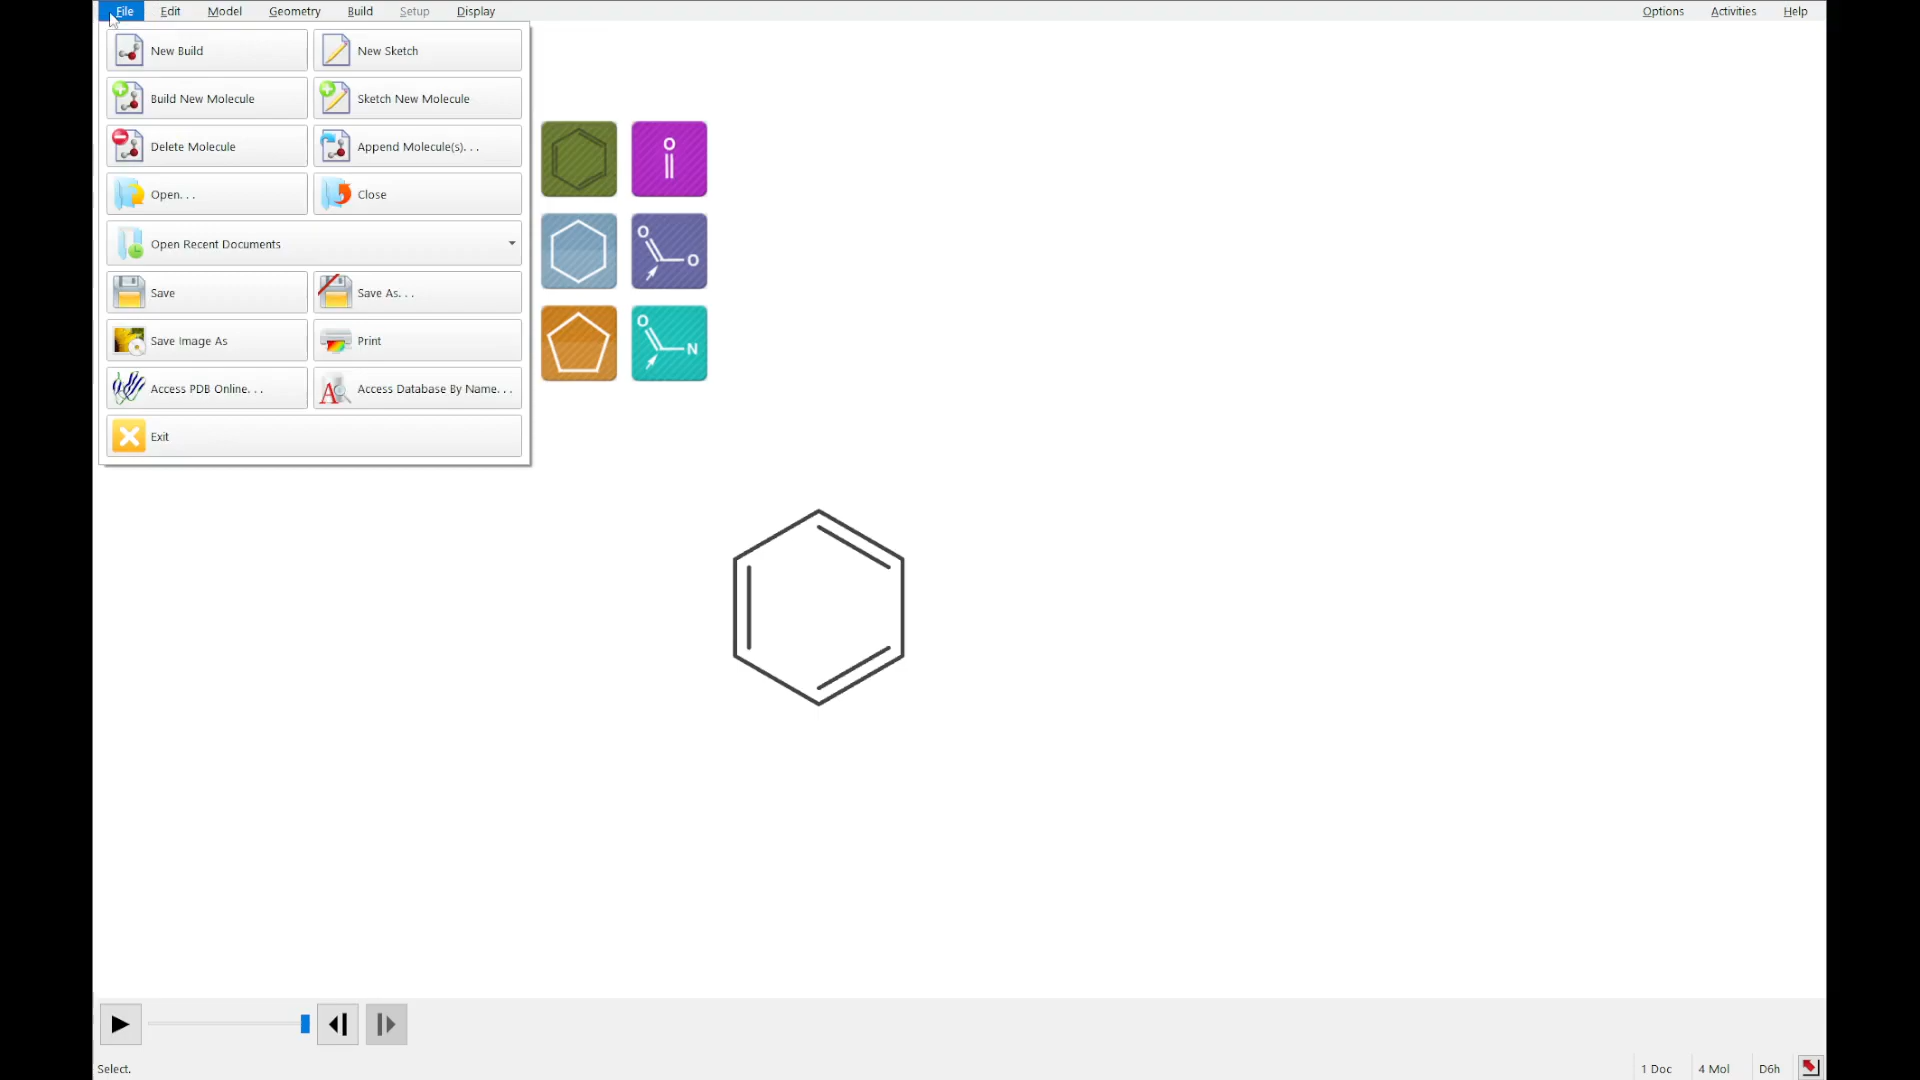 File Edit Model Geometry Build Setup Display Options Activities Help
New Build New Sketch
Build New Molecule Sketch New Molecule
Delete Molecule Append Molecule(s). . .
Open. . . Close
Open Recent Documents
Save Save As. . .
Save Image As Print
Access PDB Online. . . Access Database By Name. . .
Exit
O
O O
O N
Select. 1 Doc 4 Mol D6h